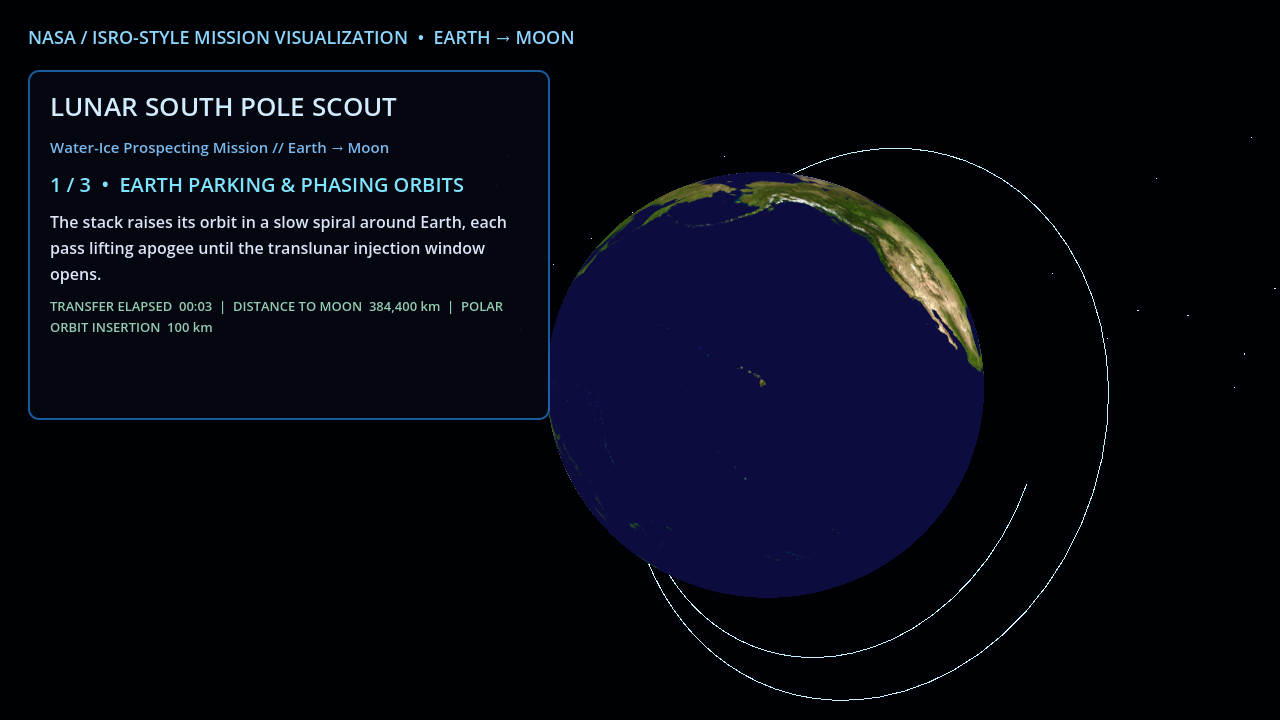 NASA / ISRO-STYLE MISSION VISUALIZATION • EARTH → MOON
LUNAR SOUTH POLE SCOUT
Water-Ice Prospecting Mission // Earth → Moon
1 / 3 • EARTH PARKING & PHASING ORBITS
The stack raises its orbit in a slow spiral around Earth, each
pass lifting apogee until the translunar injection window
opens.
TRANSFER ELAPSED 00:03 | DISTANCE TO MOON 384,400 km | POLAR
ORBIT INSERTION 100 km